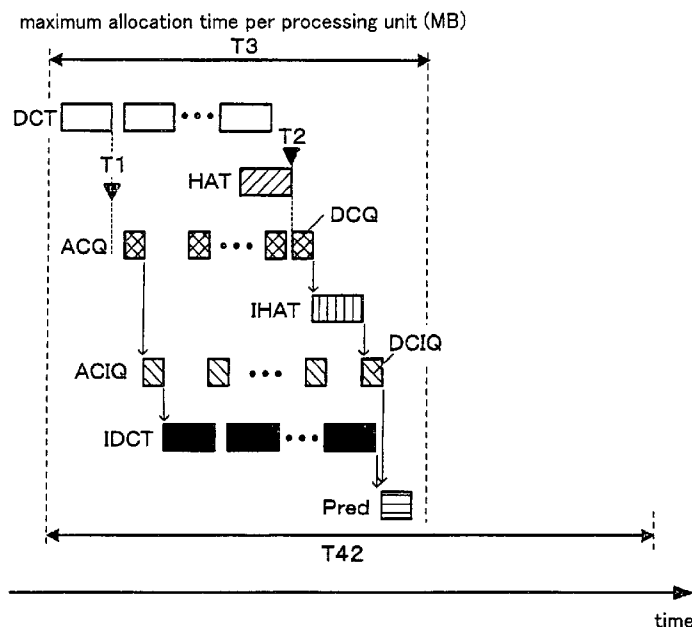 maximum allocation time per processing unit (MB)
T3
DCT
T2
T1
HAT
DCQ
ACQ
IHAT
DCIQ
ACIQ
IDCT
Pred
T42
time